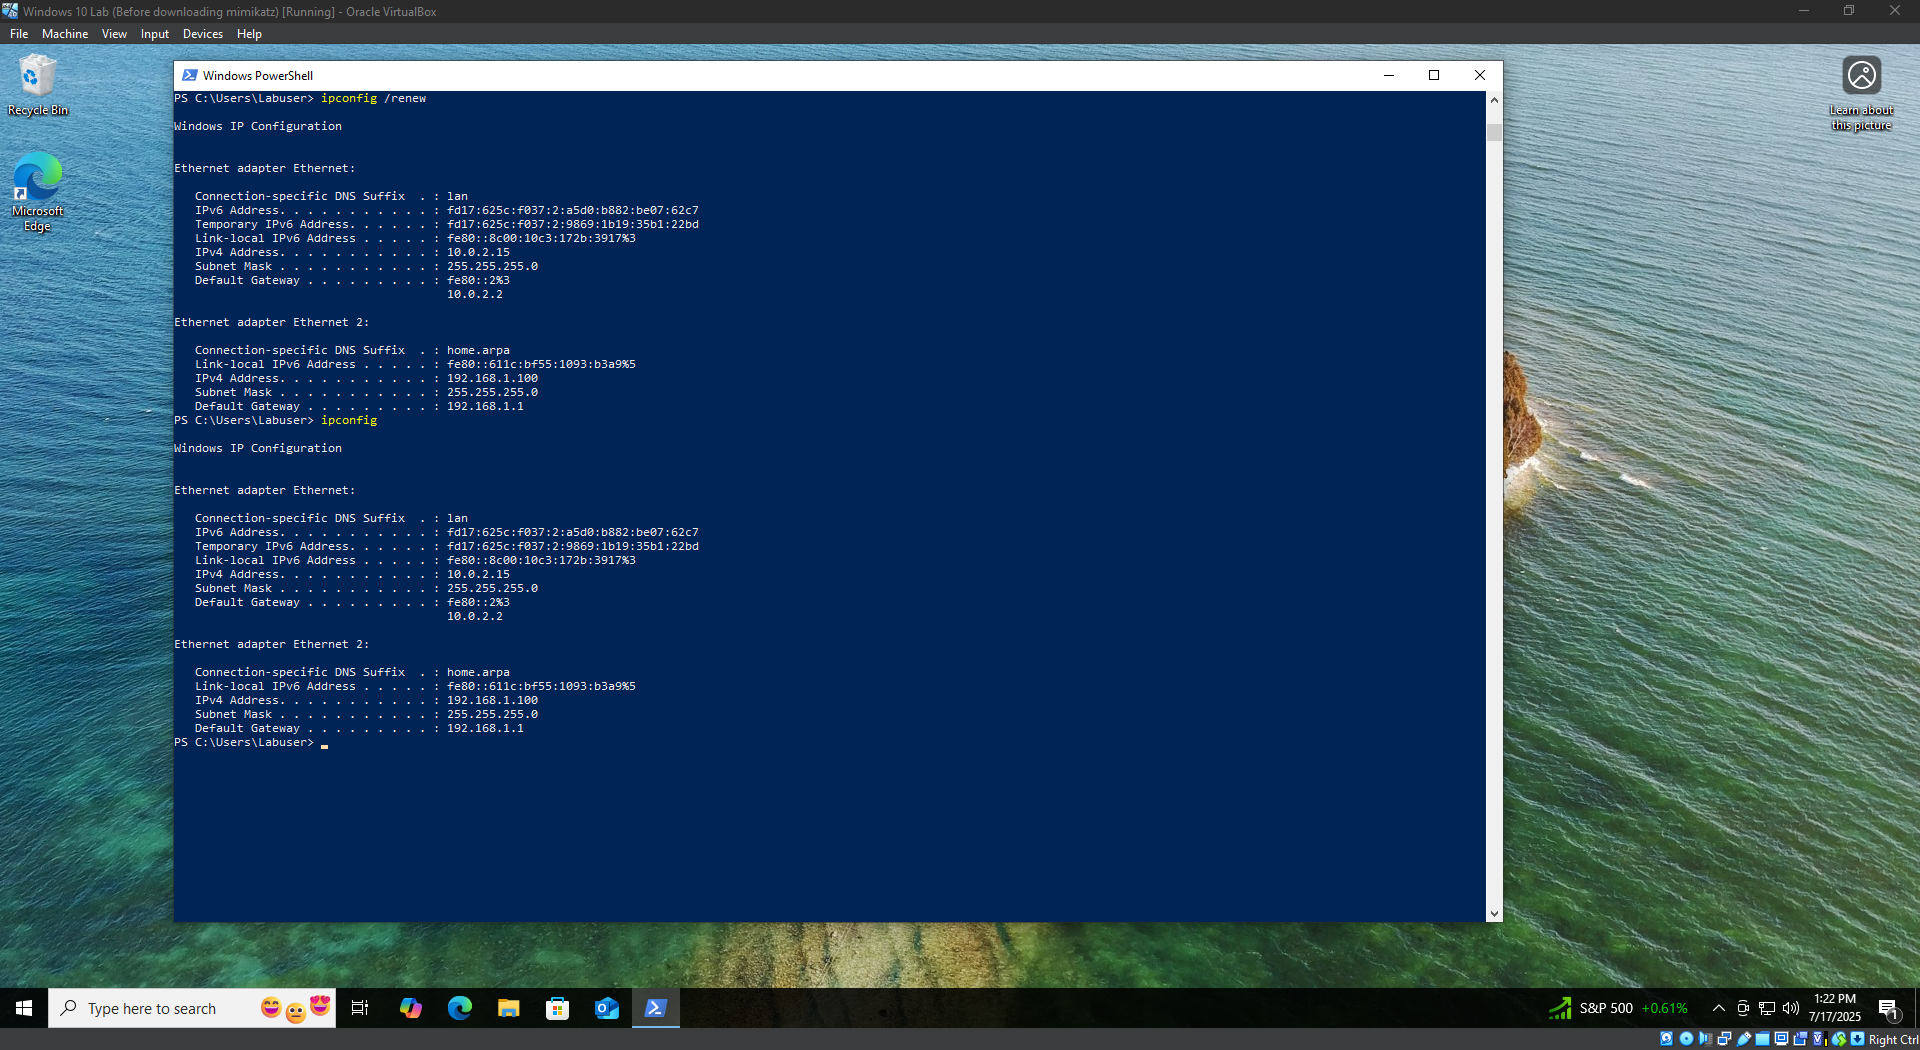 Windows 10 Lab (Before downloading mimikatz) [Running] - Oracle VirtualBox
File Machine View Input Devices Help
Recycle Bin
Microsoft
Edge
Learn about
this picture
Windows PowerShell
PS C:\Users\Labuser> ipconfig /renew
Windows IP Configuration
Ethernet adapter Ethernet:
Connection-specific DNS Suffix  . : lan
IPv6 Address. . . . . . . . . . . : fd17:625c:f037:2:a5d0:b882:be07:62c7
Temporary IPv6 Address. . . . . . : fd17:625c:f037:2:9869:1b19:35b1:22bd
Link-local IPv6 Address . . . . . : fe80::8c00:10c3:172b:3917%3
IPv4 Address. . . . . . . . . . . : 10.0.2.15
Subnet Mask . . . . . . . . . . . : 255.255.255.0
Default Gateway . . . . . . . . . : fe80::2%3
10.0.2.2
Ethernet adapter Ethernet 2:
Connection-specific DNS Suffix  . : home.arpa
Link-local IPv6 Address . . . . . : fe80::611c:bf55:1093:b3a9%5
IPv4 Address. . . . . . . . . . . : 192.168.1.100
Subnet Mask . . . . . . . . . . . : 255.255.255.0
Default Gateway . . . . . . . . . : 192.168.1.1
PS C:\Users\Labuser> ipconfig
Windows IP Configuration
Ethernet adapter Ethernet:
Connection-specific DNS Suffix  . : lan
IPv6 Address. . . . . . . . . . . : fd17:625c:f037:2:a5d0:b882:be07:62c7
Temporary IPv6 Address. . . . . . : fd17:625c:f037:2:9869:1b19:35b1:22bd
Link-local IPv6 Address . . . . . : fe80::8c00:10c3:172b:3917%3
IPv4 Address. . . . . . . . . . . : 10.0.2.15
Subnet Mask . . . . . . . . . . . : 255.255.255.0
Default Gateway . . . . . . . . . : fe80::2%3
10.0.2.2
Ethernet adapter Ethernet 2:
Connection-specific DNS Suffix  . : home.arpa
Link-local IPv6 Address . . . . . : fe80::611c:bf55:1093:b3a9%5
IPv4 Address. . . . . . . . . . . : 192.168.1.100
Subnet Mask . . . . . . . . . . . : 255.255.255.0
Default Gateway . . . . . . . . . : 192.168.1.1
PS C:\Users\Labuser> _
Type here to search
S&P 500 +0.61%
1:22 PM
7/17/2025
1
Right Ctrl